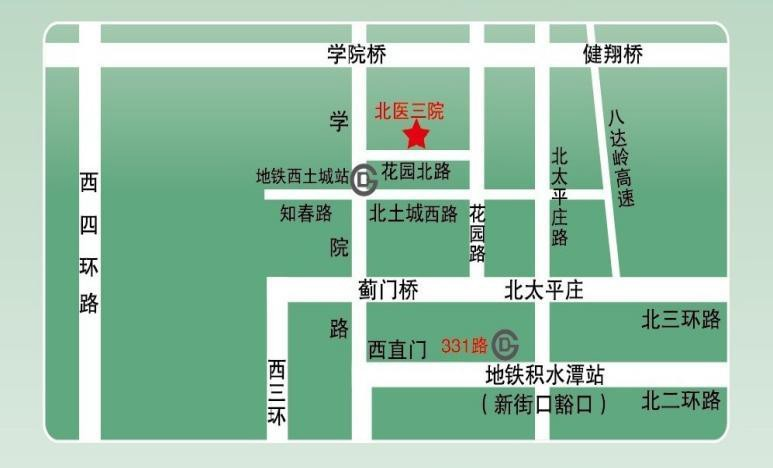 学院桥
健翔桥
北医三院
学院路
八达岭高速
地铁西土城站
花园北路
北太平庄路
西四环路
知春路
北土城西路
花园路
蓟门桥
北太平庄
北三环路
西直门
331路
西三环
地铁积水潭站
（新街口豁口）
北二环路